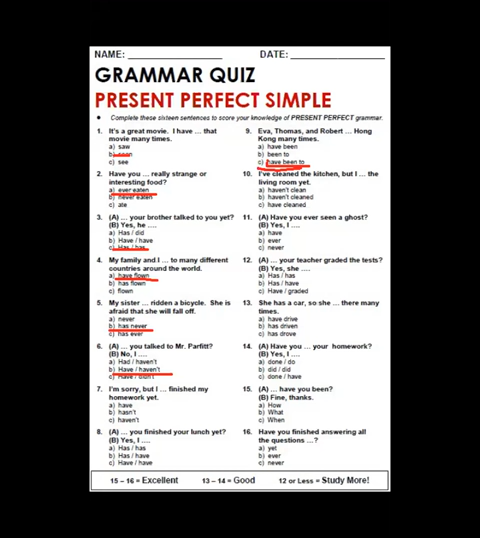 NAME: ____________________ DATE: ____________________
GRAMMAR QUIZ
PRESENT PERFECT SIMPLE
● Complete these sixteen sentences to score your knowledge of PRESENT PERFECT grammar.
1. It's a great movie. I have … that
movie many times.
a) saw
b) seen
c) see
2. Have you … really strange or
interesting food?
a) ever eaten
b) never eaten
c) ate
3. (A) … your brother talked to you yet?
(B) Yes, he ….
a) Has / did
b) Have / have
c) Has / has
4. My family and I … to many different
countries around the world.
a) have flown
b) has flown
c) flown
5. My sister … ridden a bicycle. She is
afraid that she will fall off.
a) never
b) has never
c) has ever
6. (A) … you talked to Mr. Parfitt?
(B) No, I ….
a) Had / haven't
b) Have / haven't
c) Have / didn't
7. I'm sorry, but I … finished my
homework yet.
a) have
b) hasn't
c) haven't
8. (A) … you finished your lunch yet?
(B) Yes, I ….
a) Has / has
b) Has / have
c) Have / have
9. Eva, Thomas, and Robert … Hong
Kong many times.
a) have been
b) been to
c) have been to
10. I've cleaned the kitchen, but I … the
living room yet.
a) haven't clean
b) haven't cleaned
c) have cleaned
11. (A) Have you ever seen a ghost?
(B) Yes, I ….
a) have
b) ever
c) never
12. (A) … your teacher graded the tests?
(B) Yes, she ….
a) Has / has
b) Has / have
c) Have / graded
13. She has a car, so she … there many
times.
a) have drive
b) has driven
c) has drove
14. (A) Have you … your homework?
(B) Yes, I ….
a) done / do
b) did / did
c) done / have
15. (A) … have you been?
(B) Fine, thanks.
a) How
b) What
c) When
16. Have you finished answering all
the questions …?
a) yet
b) ever
c) never
15 – 16 = Excellent 13 – 14 = Good 12 or Less = Study More!